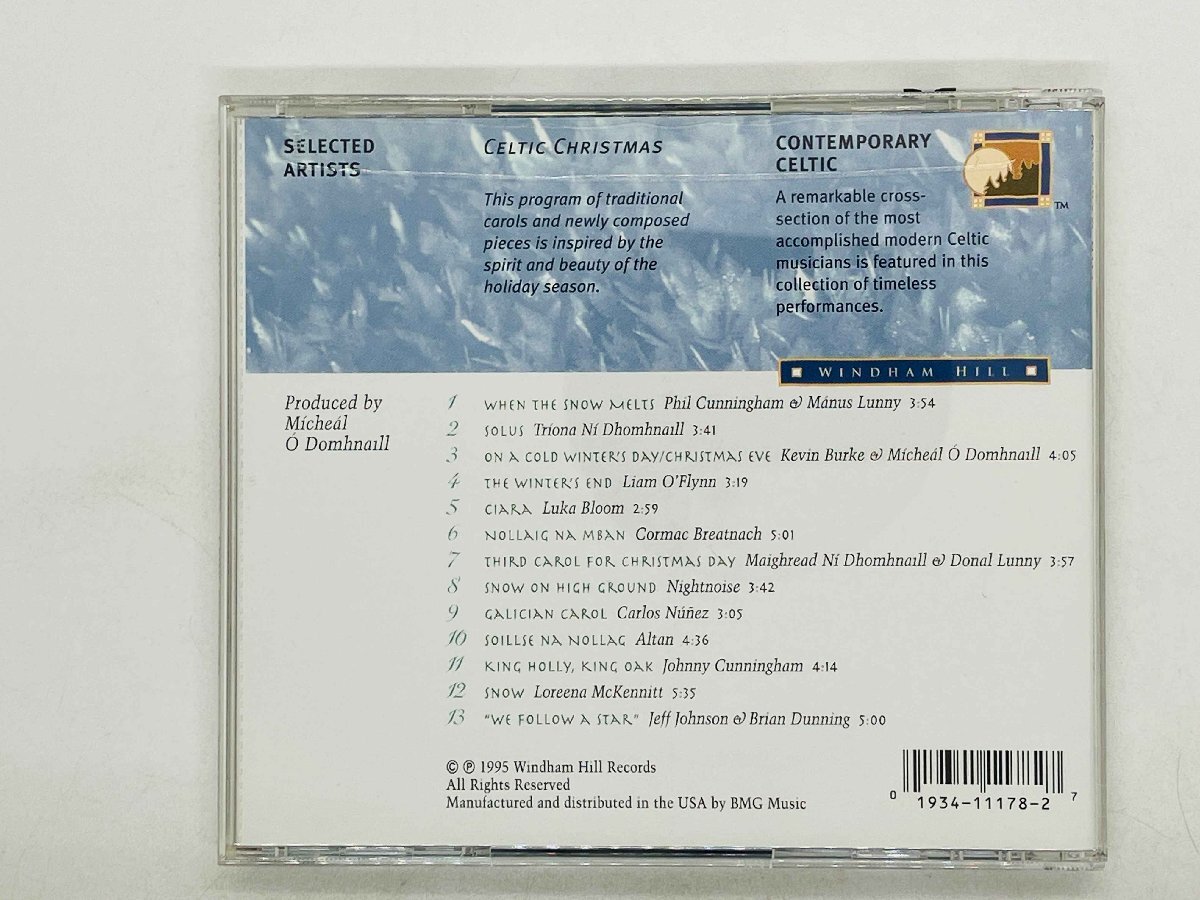 SELECTED
ARTISTS
CELTIC CHRISTMAS
This program of traditional
carols and newly composed
pieces is inspired by the
spirit and beauty of the
holiday season.
CONTEMPORARY
CELTIC
A remarkable cross-
section of the most
accomplished modern Celtic
musicians is featured in this
collection of timeless
performances.
TM
WINDHAM HILL
Produced by
Mícheál
Ó Domhnaıll
1 WHEN THE SNOW MELTS Phil Cunningham & Mánus Lunny 3:54
2 SOLUS Tríona Ní Dhomhnaıll 3:41
3 ON A COLD WINTER'S DAY/CHRISTMAS EVE Kevin Burke & Mícheál Ó Domhnaıll 4:05
4 THE WINTER'S END Liam O'Flynn 3:19
5 CIARA Luka Bloom 2:59
6 NOLLAIG NA MBAN Cormac Breatnach 5:01
7 THIRD CAROL FOR CHRISTMAS DAY Maighread Ní Dhomhnaıll & Donal Lunny 3:57
8 SNOW ON HIGH GROUND Nightnoise 3:42
9 GALICIAN CAROL Carlos Núñez 3:05
10 SOILLSE NA NOLLAG Altan 4:36
11 KING HOLLY, KING OAK Johnny Cunningham 4:14
12 SNOW Loreena McKennitt 5:35
13 "WE FOLLOW A STAR" Jeff Johnson & Brian Dunning 5:00
© ℗ 1995 Windham Hill Records
All Rights Reserved
Manufactured and distributed in the USA by BMG Music
0 1934-11178-2 7